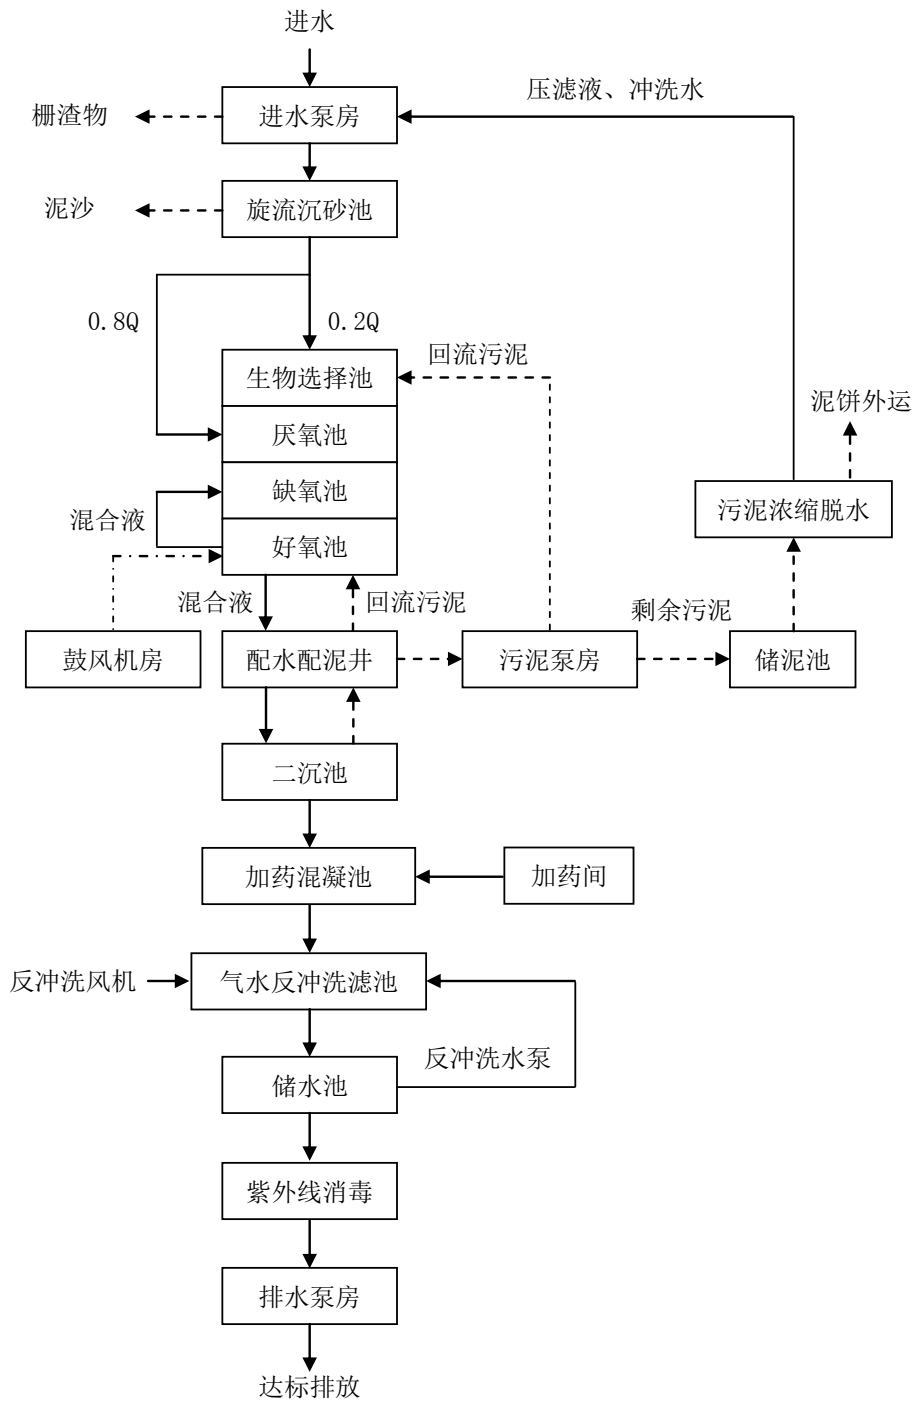 进水
压滤液、冲洗水
栅渣物
进水泵房
泥沙
旋流沉砂池
0.8Q
0.2Q
回流污泥
生物选择池
泥饼外运
厌氧池
缺氧池
污泥浓缩脱水
混合液
好氧池
混合液
回流污泥
剩余污泥
鼓风机房
配水配泥井
污泥泵房
储泥池
二沉池
加药混凝池
加药间
反冲洗风机
气水反冲洗滤池
反冲洗水泵
储水池
紫外线消毒
排水泵房
达标排放